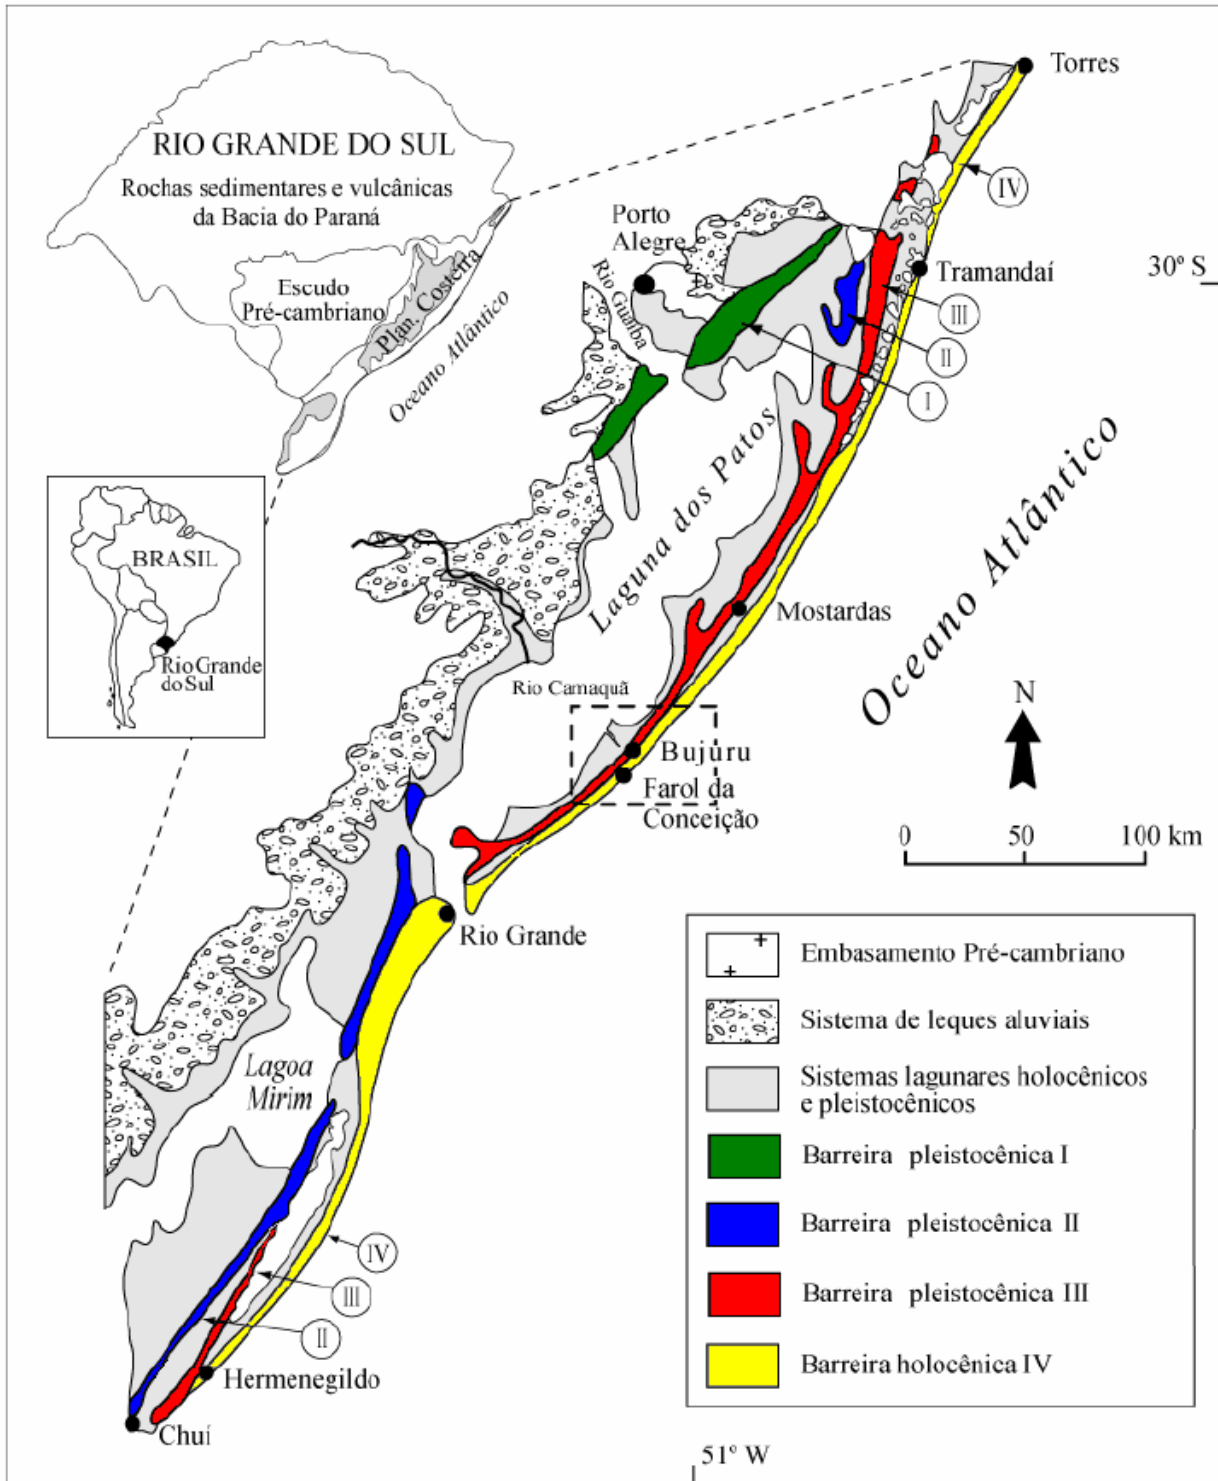 RIO GRANDE DO SUL
Rochas sedimentares e vulcânicas
da Bacia do Paraná
Escudo
Pré-cambriano
Plan. Costeira
Oceano Atlântico
BRASIL
Rio Grande
do Sul
Torres
IV
Porto
Alegre
Rio Guaíba
Tramandaí
30º S
III
II
I
Laguna dos Patos
Oceano Atlântico
Mostardas
Rio Camaquã
N
Bujuru
Farol da
Conceição
0 50 100 km
Rio Grande
Lagoa
Mirim
IV
III
II
Hermenegildo
Chuí
Embasamento Pré-cambriano
Sistema de leques aluviais
Sistemas lagunares holocênicos
e pleistocênicos
Barreira pleistocênica I
Barreira pleistocênica II
Barreira pleistocênica III
Barreira holocênica IV
51º W